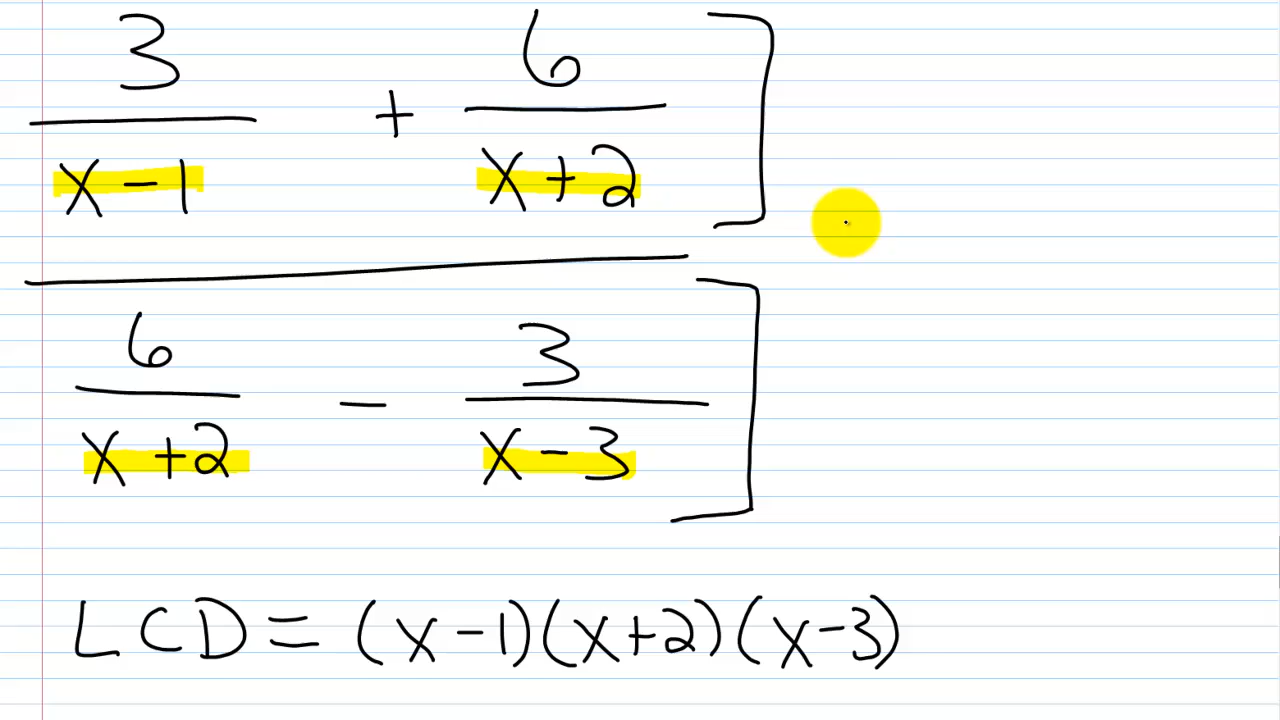 3 6
+
x - 1 x + 2
6 3
-
x + 2 x - 3
LCD = (x-1)(x+2)(x-3)